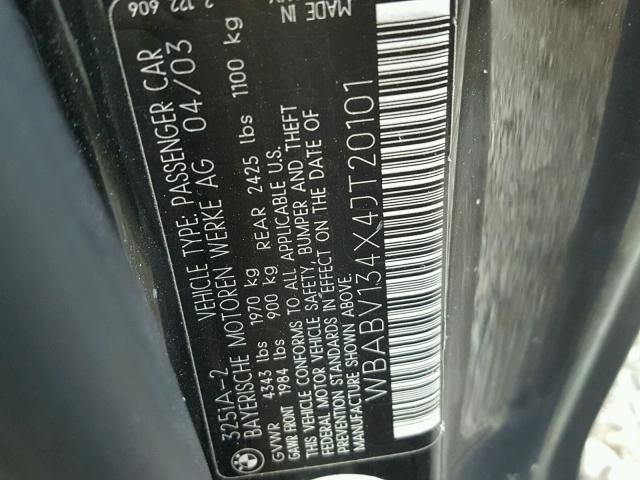 325iA-2 VEHICLE TYPE: PASSENGER CAR
BAYERISCHE MOTOREN WERKE AG 04/03
GVWR 4343 lbs 1970 kg REAR 2425 lbs 1100 kg
GAWR FRONT 1984 lbs 900 kg
THIS VEHICLE CONFORMS TO ALL APPLICABLE U.S.
FEDERAL MOTOR VEHICLE SAFETY, BUMPER AND THEFT
PREVENTION STANDARDS IN EFFECT ON THE DATE OF
MANUFACTURE SHOWN ABOVE.
WBABV134X4JT20101
MADE IN
2 122 606